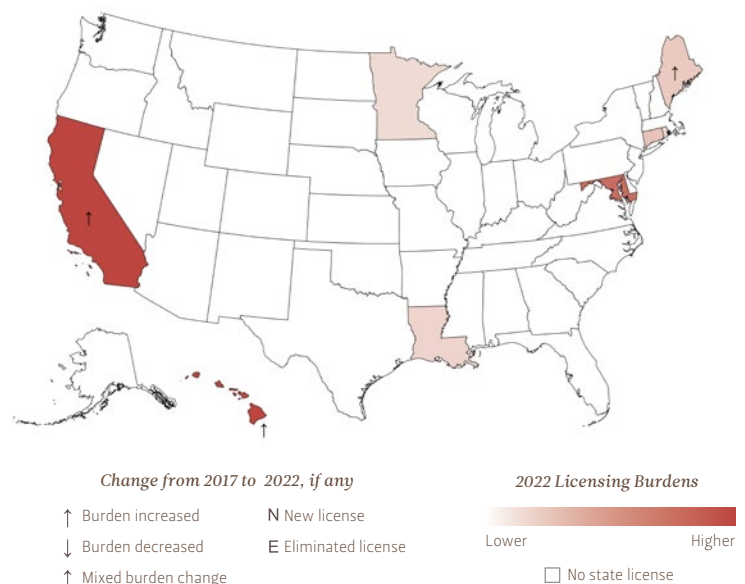 ↑
↑
↑
Change from 2017 to 2022, if any
↑ Burden increased
N New license
↓ Burden decreased
E Eliminated license
↑ Mixed burden change
2022 Licensing Burdens
Lower Higher
No state license